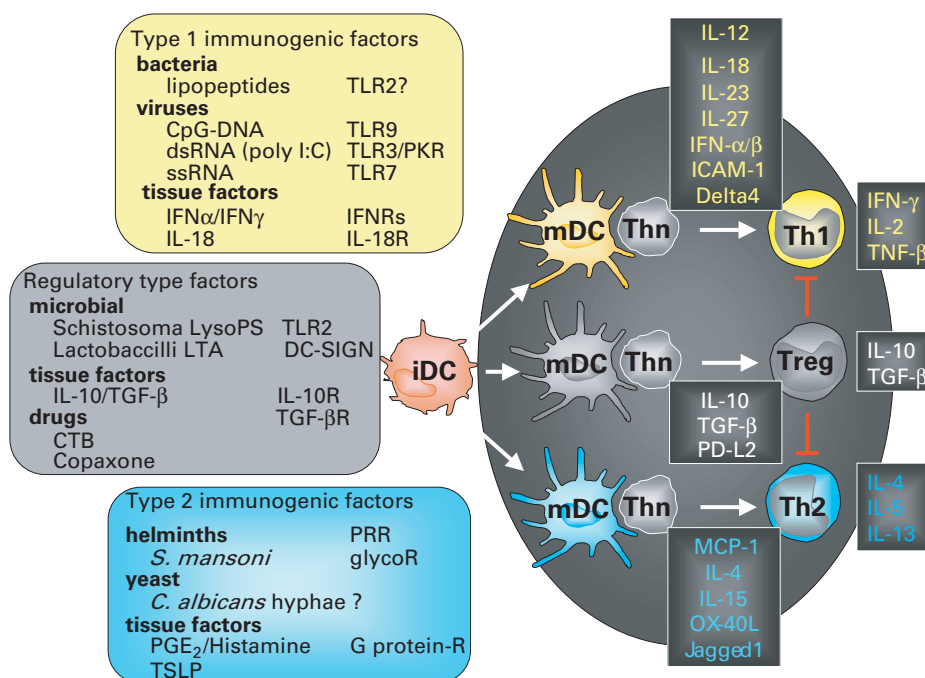 Type 1 immunogenic factors
bacteria
lipopeptides TLR2?
viruses
CpG-DNA TLR9
dsRNA (poly I:C) TLR3/PKR
ssRNA TLR7
tissue factors
IFNα/IFNγ IFNRs
IL-18 IL-18R
Regulatory type factors
microbial
Schistosoma LysoPS TLR2
Lactobaccilli LTA DC-SIGN
tissue factors
IL-10/TGF-β IL-10R
drugs TGF-βR
CTB
Copaxone
Type 2 immunogenic factors
helminths PRR
S. mansoni glycoR
yeast
C. albicans hyphae ?
tissue factors
PGE₂/Histamine G protein-R
TSLP
iDC
IL-12
IL-18
IL-23
IL-27
IFN-α/β
ICAM-1
Delta4
mDC Thn Th1
IFN-γ
IL-2
TNF-β
mDC Thn Treg
IL-10
TGF-β
PD-L2
IL-10
TGF-β
mDC Thn Th2
MCP-1
IL-4
IL-15
OX-40L
Jagged1
IL-4
IL-5
IL-13